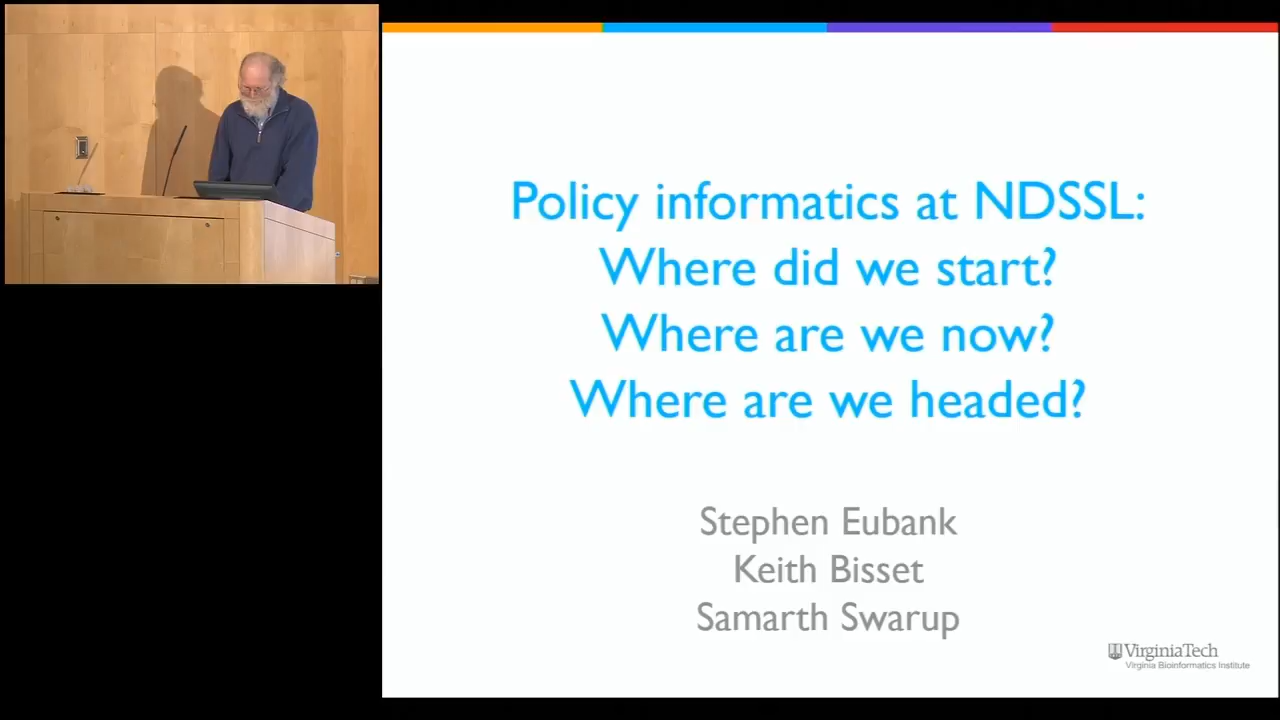 Policy informatics at NDSSL:
Where did we start?
Where are we now?
Where are we headed?
Stephen Eubank
Keith Bisset
Samarth Swarup
VirginiaTech
Virginia Bioinformatics Institute